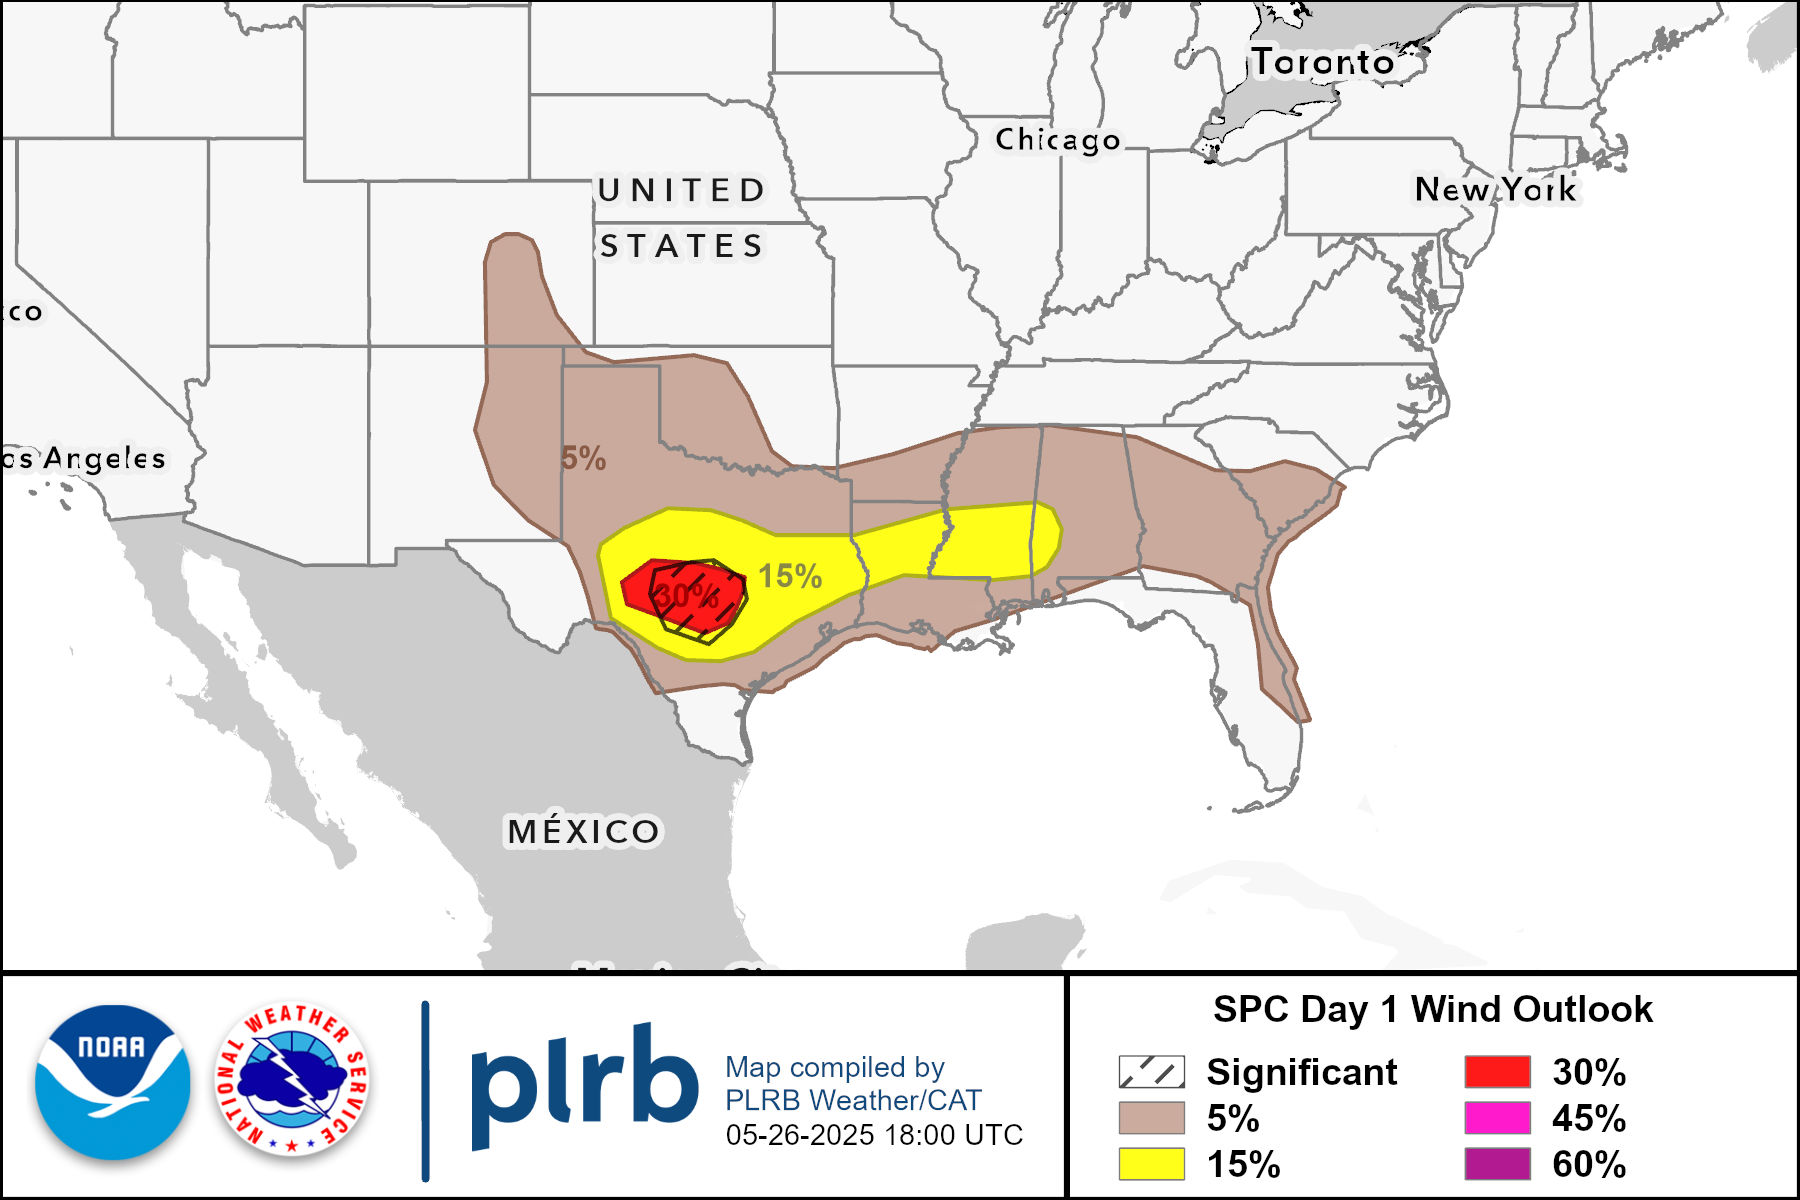 Toronto
Chicago
New York
UNITED
STATES
co
os Angeles
5%
15%
30%
MÉXICO
NOAA
NATIONAL WEATHER SERVICE
plrb
Map compiled by
PLRB Weather/CAT
05-26-2025 18:00 UTC
SPC Day 1 Wind Outlook
Significant
5%
15%
30%
45%
60%